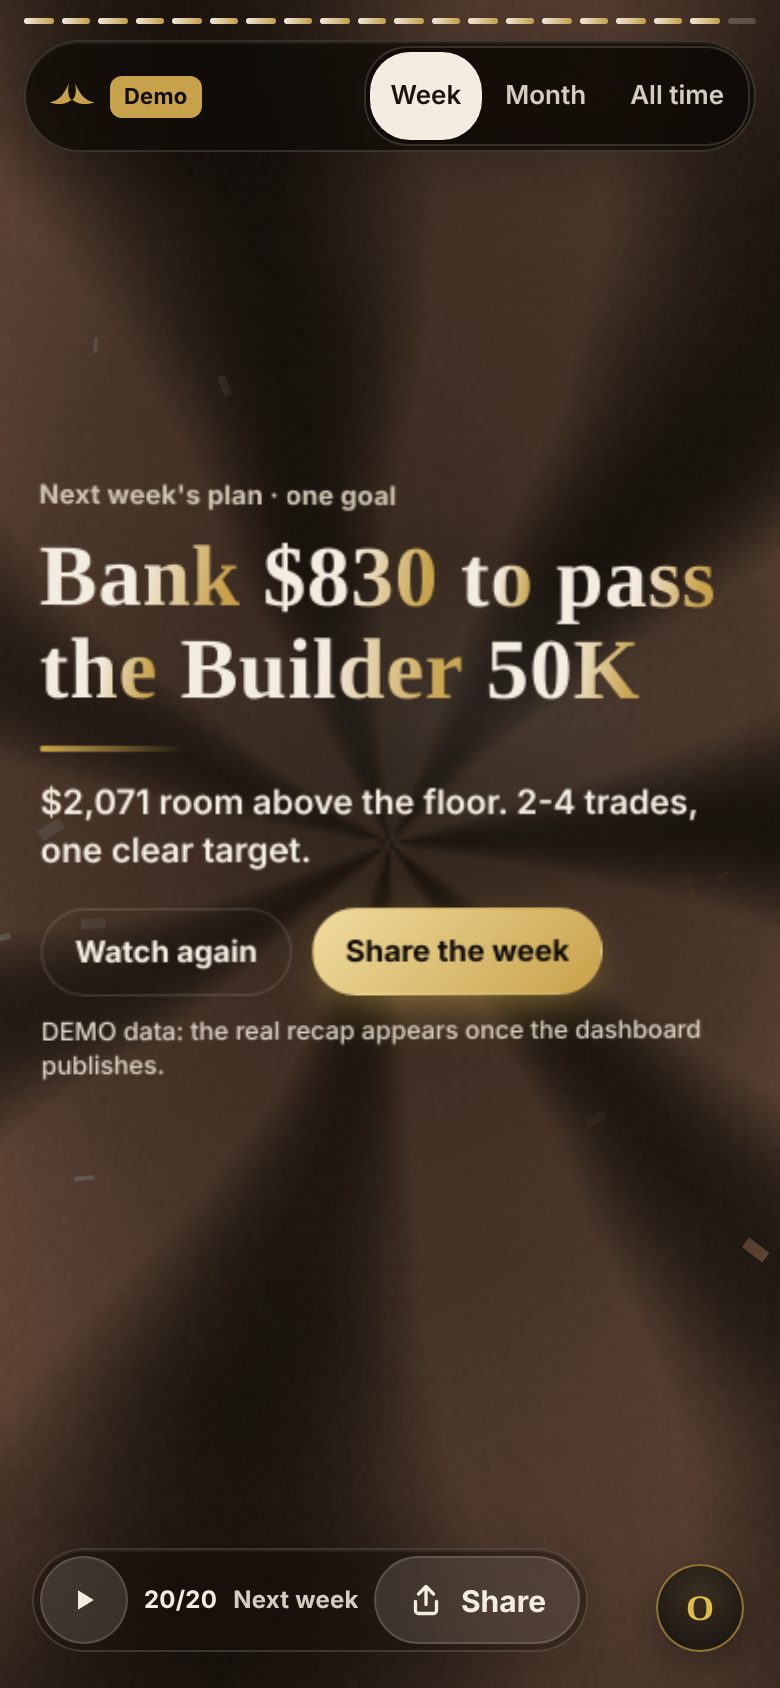 Demo
Week Month All time
Next week's plan · one goal
Bank $830 to pass
the Builder 50K
$2,071 room above the floor. 2-4 trades,
one clear target.
Watch again Share the week
DEMO data: the real recap appears once the dashboard
publishes.
20/20 Next week Share O